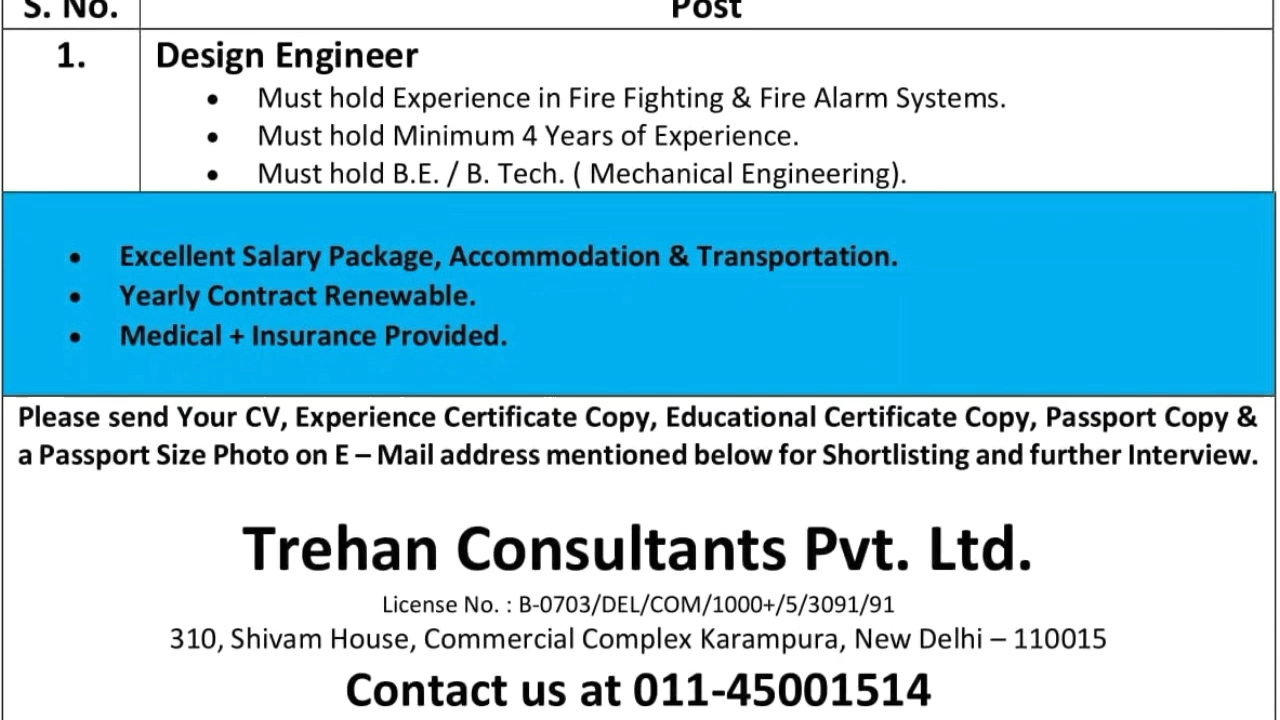 S. No. Post
1. Design Engineer
• Must hold Experience in Fire Fighting & Fire Alarm Systems.
• Must hold Minimum 4 Years of Experience.
• Must hold B.E. / B. Tech. ( Mechanical Engineering).
• Excellent Salary Package, Accommodation & Transportation.
• Yearly Contract Renewable.
• Medical + Insurance Provided.
Please send Your CV, Experience Certificate Copy, Educational Certificate Copy, Passport Copy &
a Passport Size Photo on E – Mail address mentioned below for Shortlisting and further Interview.
Trehan Consultants Pvt. Ltd.
License No. : B-0703/DEL/COM/1000+/5/3091/91
310, Shivam House, Commercial Complex Karampura, New Delhi – 110015
Contact us at 011-45001514